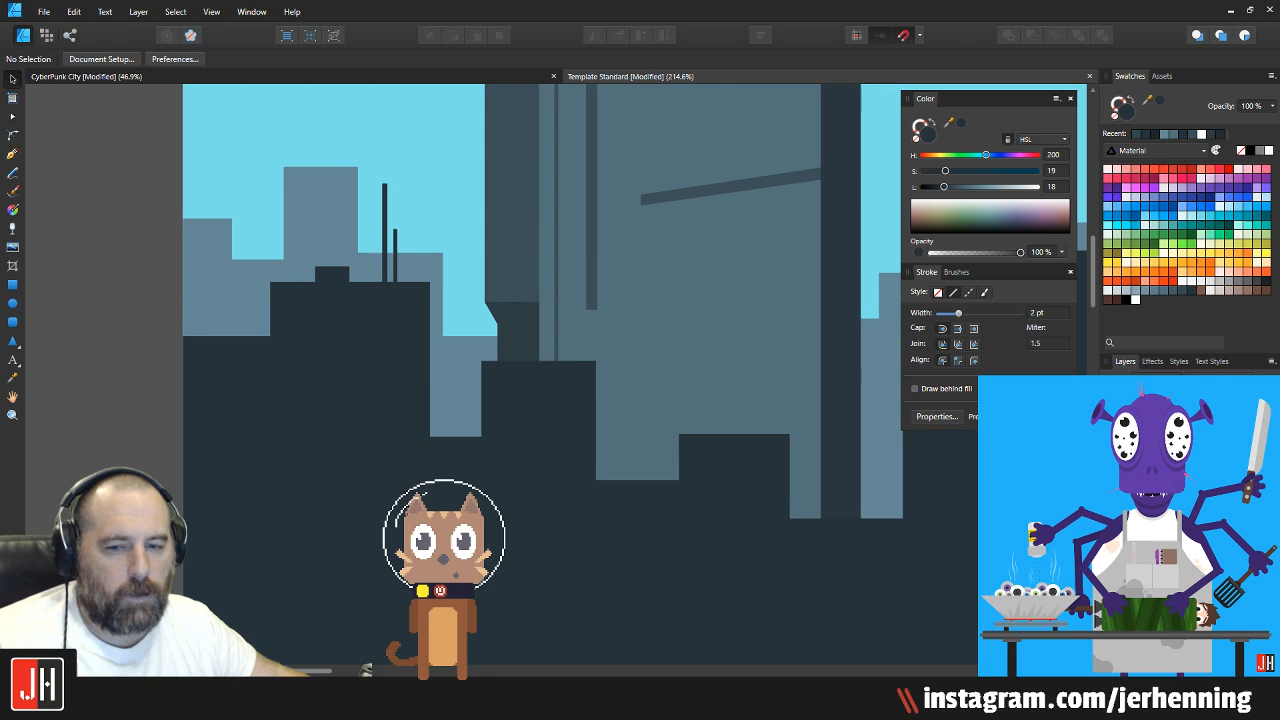 File Edit Text Layer Select View Window Help
No Selection Document Setup... Preferences...
CyberPunk City [Modified] (46.9%) Template Standard [Modified] (214.6%)
Swatches Assets
Opacity: 100 %
Recent:
Material
Color
HSL
H: 200
S: 19
L: 18
Opacity
100 %
Stroke Brushes
Style:
Width: 2 pt
Cap: Miter:
Join: 1.5
Align:
Draw behind fill
Properties...
Layers Effects Styles Text Styles
JH
JH
\\ instagram.com/jerhenning